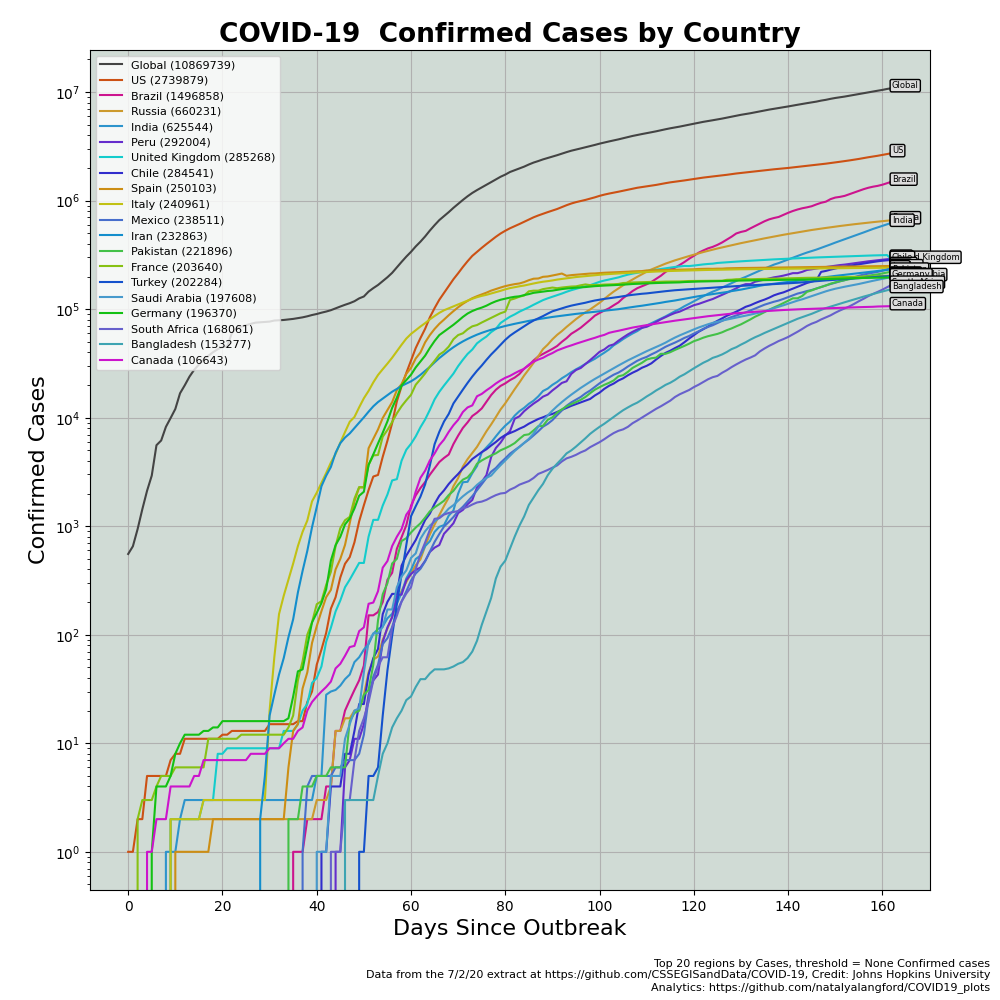 COVID-19  Confirmed Cases by Country
Global (10869739)
US (2739879)
Brazil (1496858)
Russia (660231)
India (625544)
Peru (292004)
United Kingdom (285268)
Chile (284541)
Spain (250103)
Italy (240961)
Mexico (238511)
Iran (232863)
Pakistan (221896)
France (203640)
Turkey (202284)
Saudi Arabia (197608)
Germany (196370)
South Africa (168061)
Bangladesh (153277)
Canada (106643)
Global
US
Brazil
India
Kingdom
Germany
Bangladesh
Canada
Confirmed Cases
10⁷
10⁶
10⁵
10⁴
10³
10²
10¹
10⁰
0 20 40 60 80 100 120 140 160
Days Since Outbreak
Top 20 regions by Cases, threshold = None Confirmed cases
Data from the 7/2/20 extract at https://github.com/CSSEGISandData/COVID-19, Credit: Johns Hopkins University
Analytics: https://github.com/natalyalangford/COVID19_plots